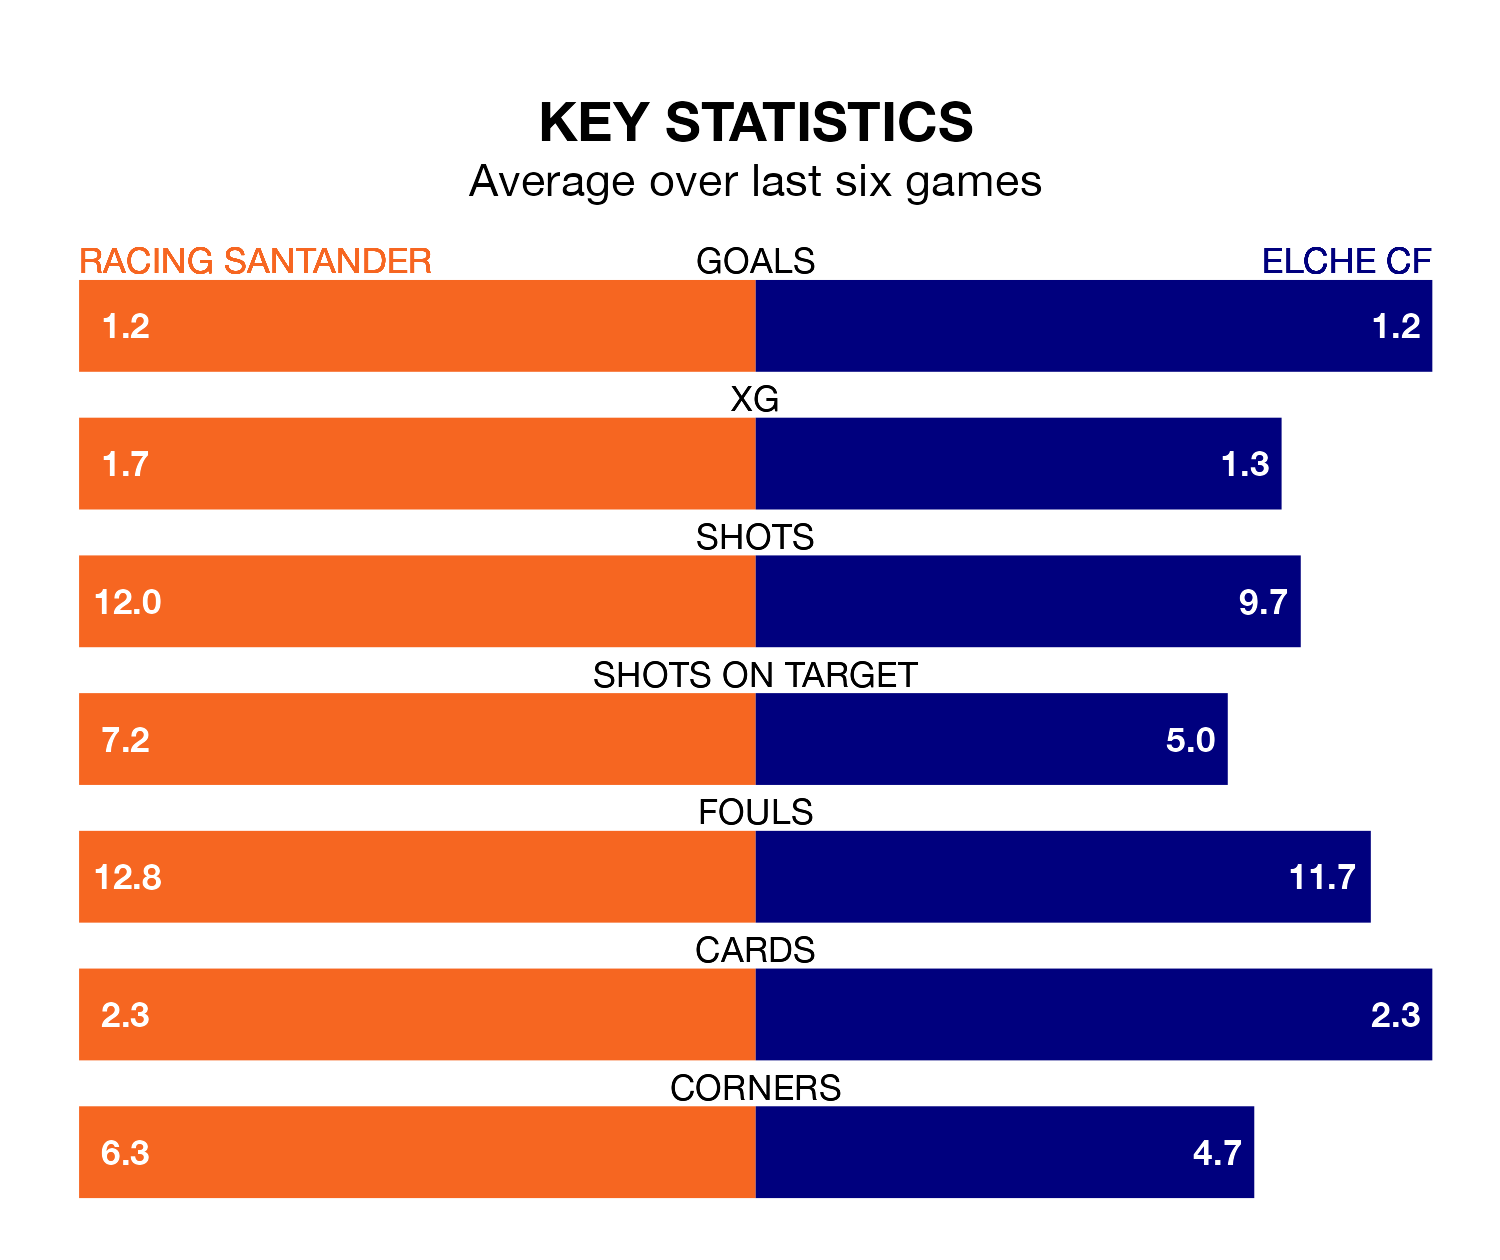 KEY STATISTICS
Average over last six games
RACING SANTANDER GOALS ELCHE CF
1.2 1.2
XG
1.7 1.3
SHOTS
12.0 9.7
SHOTS ON TARGET
7.2 5.0
FOULS
12.8 11.7
CARDS
2.3 2.3
CORNERS
6.3 4.7